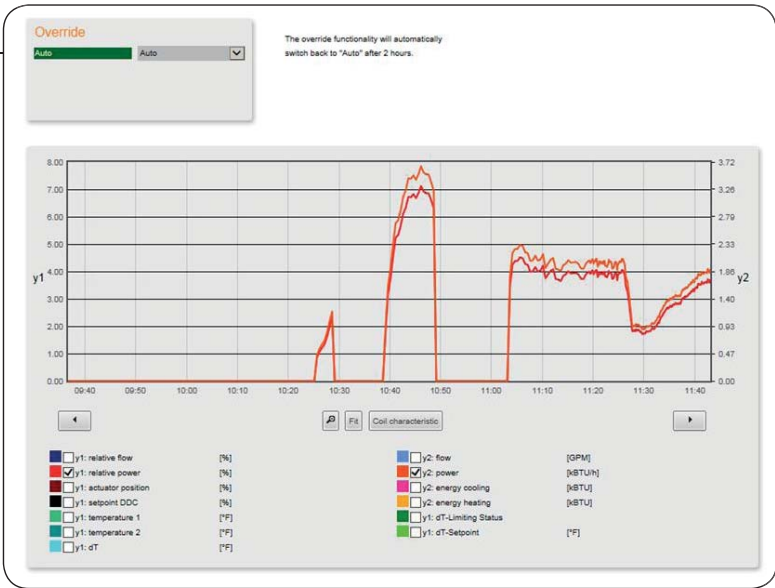 Override
Auto Auto
The override functionality will automatically
switch back to "Auto" after 2 hours.
8.00 3.72
7.00 3.26
6.00 2.79
5.00 2.33
y1 4.00 1.86 y2
3.00 1.40
2.00 0.93
1.00 0.47
0.00 0.00
09:40 09:50 10:00 10:10 10:20 10:30 10:40 10:50 11:00 11:10 11:20 11:30 11:40
Fit Coil characteristic
y1: relative flow [%] y2: flow [GPM]
y1: relative power [%] y2: power [kBTU/h]
y1: actuator position [%] y2: energy cooling [kBTU]
y1: setpoint DDC [%] y2: energy heating [kBTU]
y1: temperature 1 [°F] y1: dT-Limiting Status
y1: temperature 2 [°F] y1: dT-Setpoint [°F]
y1: dT [°F]